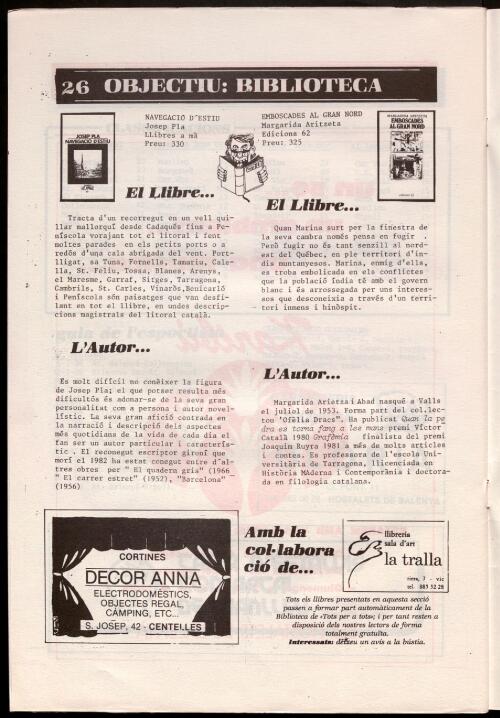 26 OBJECTIU: BIBLIOTECA
JOSEP PLA
NAVEGACIÓ D'ESTIU
NAVEGACIO D´ESTIU
Josep Pla
LLibres a mà
Preu: 330
El Llibre...
Tracta d'un recorregut en un vell qui-
llar mallorquí desde Cadaqués fins a Pe-
níscola vorajant tot el litoral i fent
moltes parades en els petits ports o a
redós d'una cala abrigada del vent. Port-
lligat, sa Tuna, Fornells, Tamariu, Cale-
lla, St. Feliu, Tossa, Blanes, Arenys,
el Maresme, Garraf, Sitges, Tarragona,
Cambrils, St. Carles, Vinaròs,Benicarló
i Peníscola són paisatges que van desfi-
lant en tot el llibre, en undes descrip-
cions magistrals del litoral català.
L'Autor...
Es molt difícil no conèixer la figura
de Josep Pla; el que potser resulta més
dificultós és adonar-se de la seva gran
personalitat com a persona i autor novel-
lístic. La seva gran afició centrada en
la narració i descripció dels aspectes
més quotidians de la vida de cada dia el
fan ser un autor particular i caracterís-
tic . El reconegut escriptor gironí que
morí el 1982 ha estat conegut entre d´al-
tres obres per " El quadern gris" (1966
" El carrer estret" (1952), "Barcelona"
(1956)
EMBOSCADES AL GRAN NORD
Margarida Aritzeta
Edicions 62
Preu: 325
MARGARIDA ARITZETA
EMBOSCADES
AL GRAN NORD
El Llibre...
Quan Marina surt per la finestra de
la seva cambra només pensa en fugir .
Però fugir no és tant senzill al nord-
est del Québec, en ple territori d'in-
dis muntanyesos. Marina, enmig d'ells,
es troba embolicada en els conflictes
que la població índia té amb el govern
blanc i és arrossegada per uns interes-
sos que desconeixia a través d'un terri-
tori inmens i hinòspit.
L'Autor...
Margarida Arietza i Abad nasqué a Valls
el juliol de 1953. Forma part del col.lec-
tou "Ofèlia Dracs". Ha publicat Quan la pe
dra es torna fang a les mans premi Víctor
Català 1980 Grafèmia finalista del premi
Joaquim Ruyra 1981 a més de molts articles
i contes. Es professora de l'escola Uni-
versitària de Tarragona, llicenciada en
Història MAderna i Contemporània i doctora-
da en filologia catalana.
CORTINES
DECOR ANNA
ELECTRODOMÈSTICS,
OBJECTES REGAL,
CÀMPING, ETC...
S. JOSEP, 42 - CENTELLES
Amb la
col·labora
ció de...
llibreria
sala d'art
la tralla
riera, 7 - vic
tel. 885 52 28
Tots els llibres presentats en aquesta secció
passen a formar part automàticament de la
Biblioteca de «Tots per a tots»; i per tant resten a
disposició dels nostres lectors de forma
totalment gratuïta.
Interessats: deixeu un avís a la bústia.